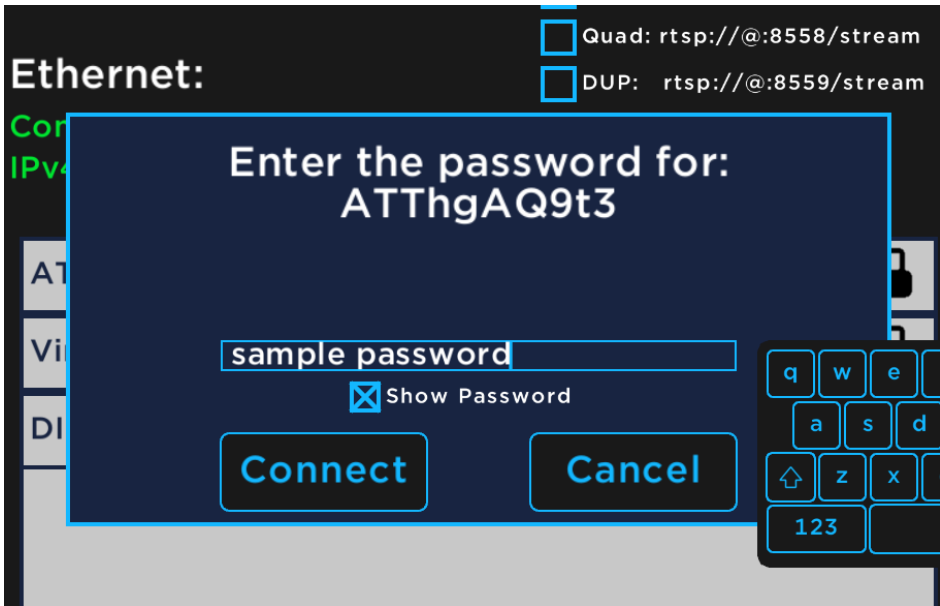 Quad: rtsp://@:8558/stream
Ethernet:
DUP: rtsp://@:8559/stream
Enter the password for:
ATThgAQ9t3
sample password
Show Password
q w e
a s d
Connect Cancel
z x
123